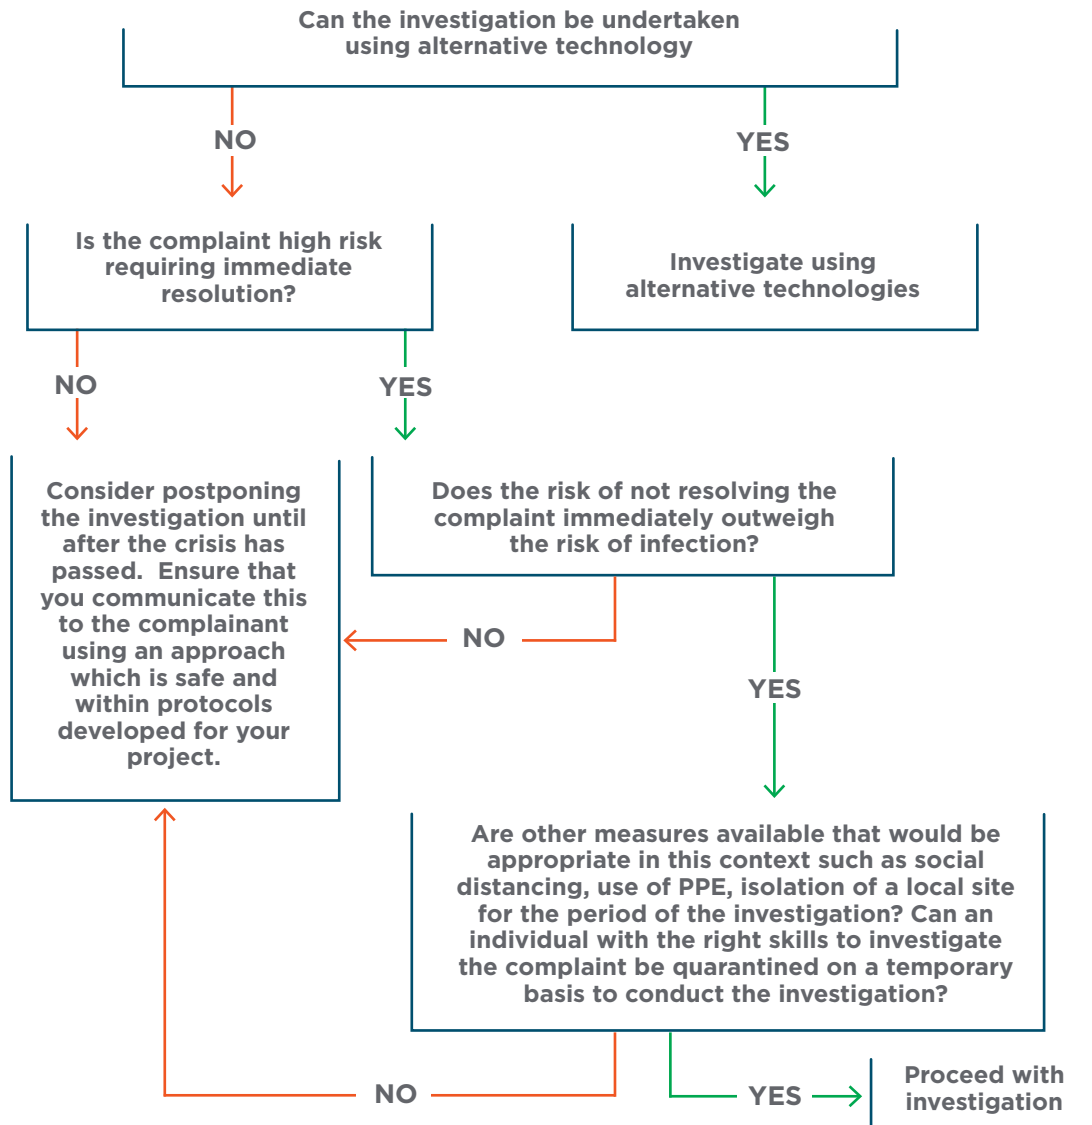 Can the investigation be undertaken
using alternative technology
NO
YES
Is the complaint high risk
requiring immediate
resolution?
Investigate using
alternative technologies
NO
YES
Consider postponing
the investigation until
after the crisis has
passed.  Ensure that
you communicate this
to the complainant
using an approach
which is safe and
within protocols
developed for your
project.
Does the risk of not resolving the
complaint immediately outweigh
the risk of infection?
NO
YES
Are other measures available that would be
appropriate in this context such as social
distancing, use of PPE, isolation of a local site
for the period of the investigation? Can an
individual with the right skills to investigate
the complaint be quarantined on a temporary
basis to conduct the investigation?
NO
YES
Proceed with
investigation